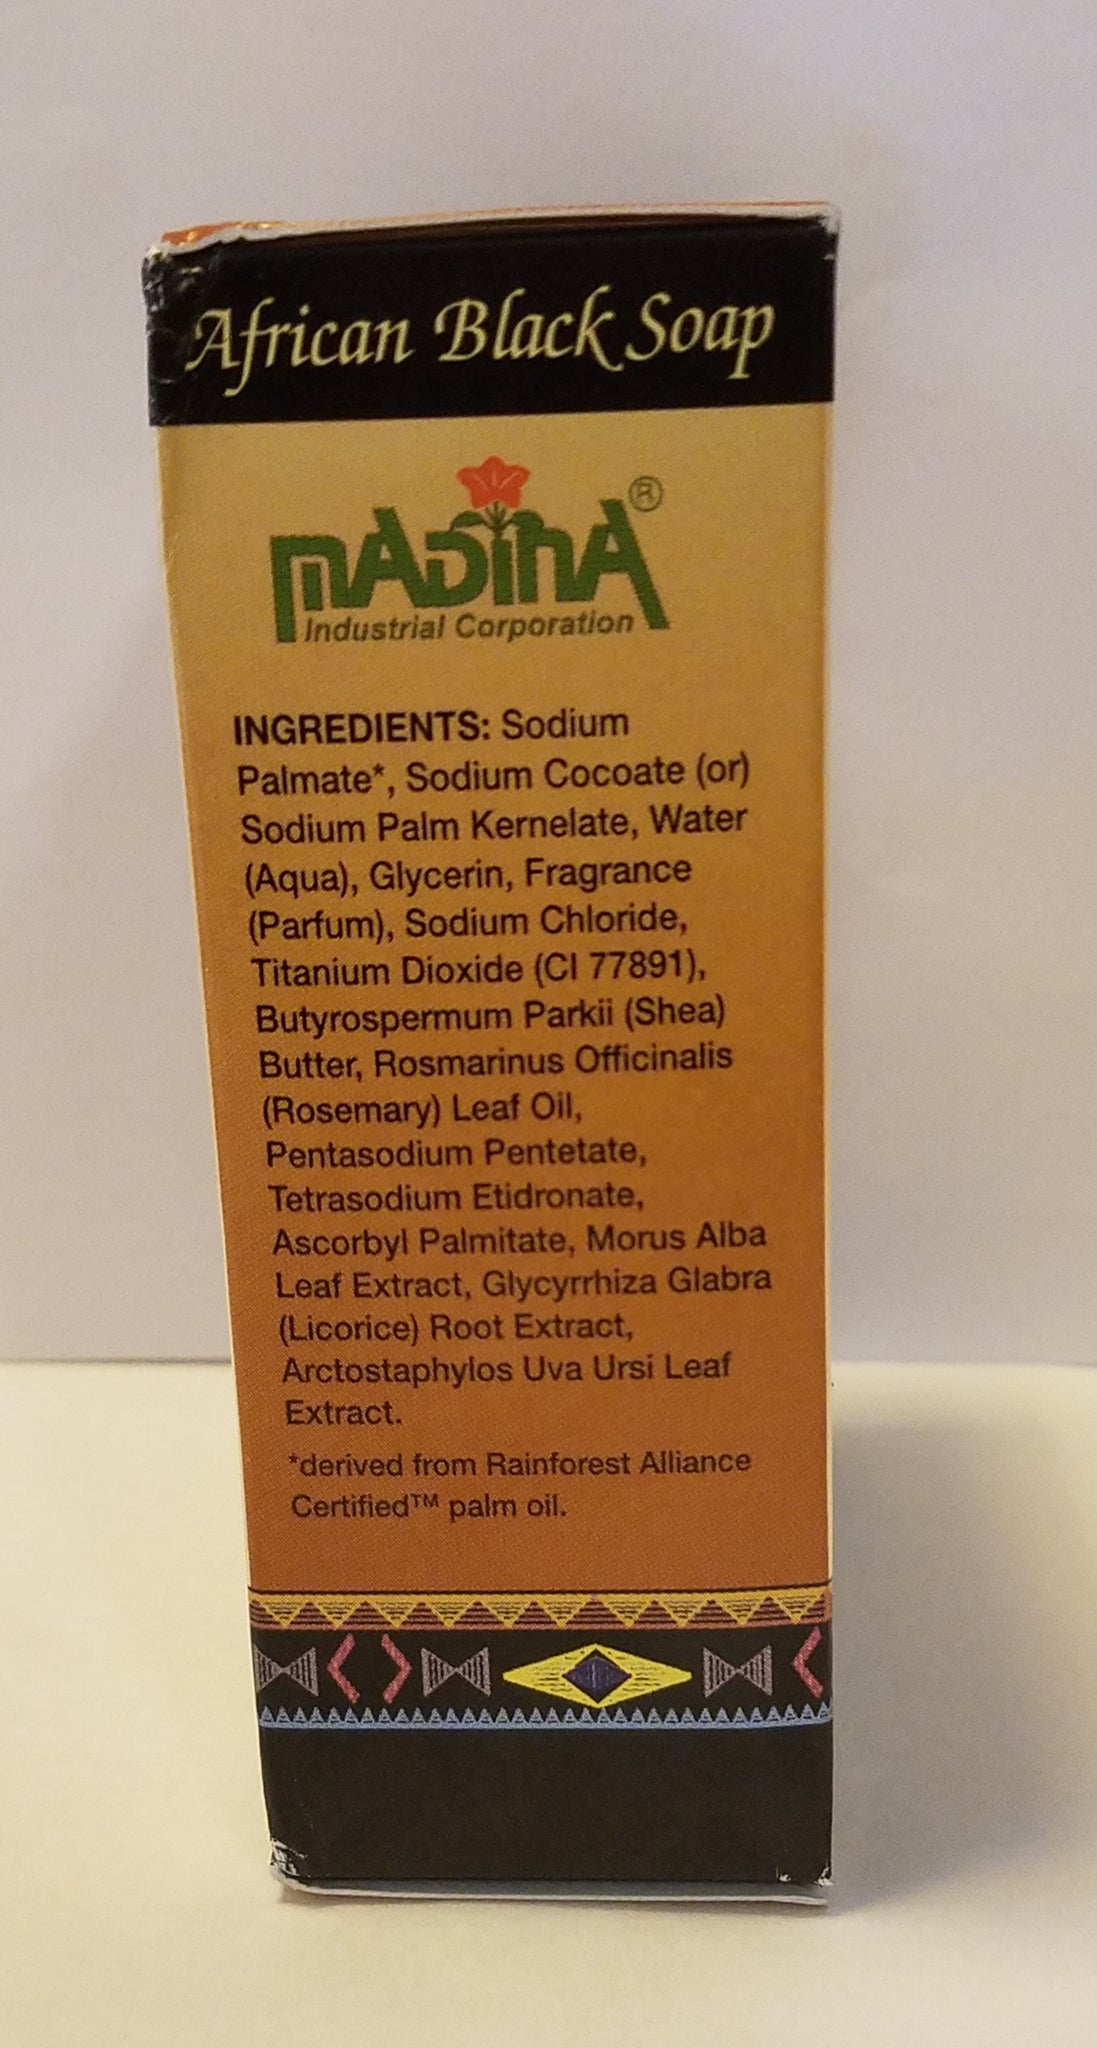 African Black Soap
MADINA®
Industrial Corporation
INGREDIENTS: Sodium
Palmate*, Sodium Cocoate (or)
Sodium Palm Kernelate, Water
(Aqua), Glycerin, Fragrance
(Parfum), Sodium Chloride,
Titanium Dioxide (CI 77891),
Butyrospermum Parkii (Shea)
Butter, Rosmarinus Officinalis
(Rosemary) Leaf Oil,
Pentasodium Pentetate,
Tetrasodium Etidronate,
Ascorbyl Palmitate, Morus Alba
Leaf Extract, Glycyrrhiza Glabra
(Licorice) Root Extract,
Arctostaphylos Uva Ursi Leaf
Extract.
*derived from Rainforest Alliance
Certified™ palm oil.